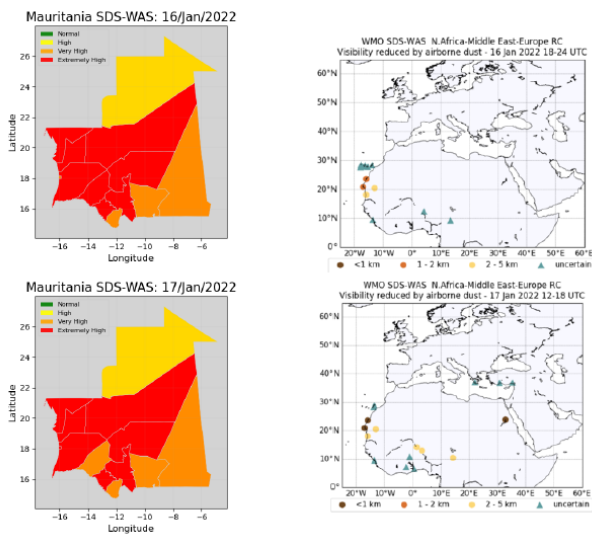 Mauritania SDS-WAS: 16/Jan/2022
Normal
High
Very High
Extremely High
26
24
22
20
18
16
Latitude
−16 −14 −12 −10 −8 −6
Longitude
WMO SDS-WAS N.Africa-Middle East-Europe RC
Visibility reduced by airborne dust - 16 Jan 2022 18-24 UTC
60°N
50°N
40°N
30°N
20°N
10°N
0°
20°W 10°W 0° 10°E 20°E 30°E 40°E 50°E 60°E
<1 km 1 - 2 km 2 - 5 km uncertain
Mauritania SDS-WAS: 17/Jan/2022
Normal
High
Very High
Extremely High
26
24
22
20
18
16
Latitude
−16 −14 −12 −10 −8 −6
Longitude
WMO SDS-WAS N.Africa-Middle East-Europe RC
Visibility reduced by airborne dust - 17 Jan 2022 12-18 UTC
60°N
50°N
40°N
30°N
20°N
10°N
0°
20°W 10°W 0° 10°E 20°E 30°E 40°E 50°E 60°E
<1 km 1 - 2 km 2 - 5 km uncertain